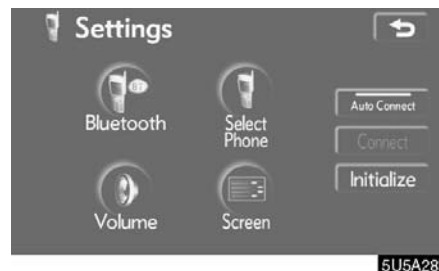 Settings
Auto Connect
Bluetooth
Select
Phone
Connect
Initialize
Volume
Screen
5U5A28